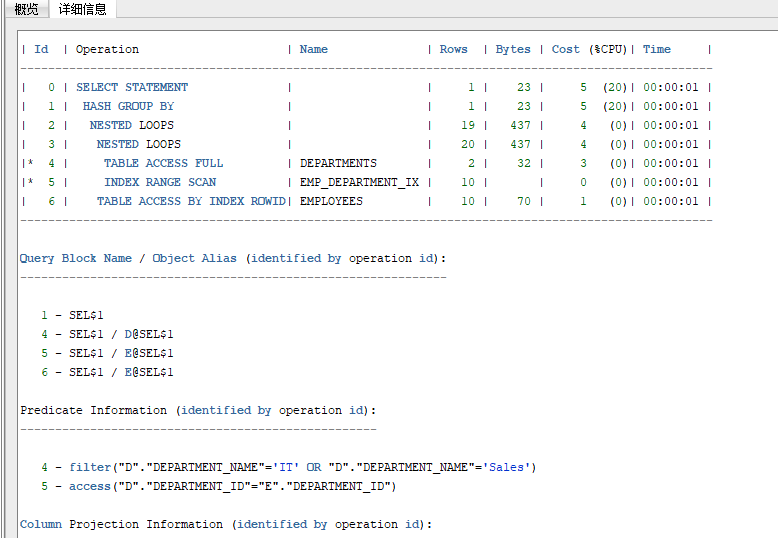 概览 详细信息
| Id | Operation | Name | Rows | Bytes | Cost (%CPU)| Time |
---------------------------------------------------------------------------------------------------
| 0 | SELECT STATEMENT | | 1 | 23 | 5 (20)| 00:00:01 |
| 1 | HASH GROUP BY | | 1 | 23 | 5 (20)| 00:00:01 |
| 2 | NESTED LOOPS | | 19 | 437 | 4 (0)| 00:00:01 |
| 3 | NESTED LOOPS | | 20 | 437 | 4 (0)| 00:00:01 |
|* 4 | TABLE ACCESS FULL | DEPARTMENTS | 2 | 32 | 3 (0)| 00:00:01 |
|* 5 | INDEX RANGE SCAN | EMP_DEPARTMENT_IX | 10 | | 0 (0)| 00:00:01 |
| 6 | TABLE ACCESS BY INDEX ROWID| EMPLOYEES | 10 | 70 | 1 (0)| 00:00:01 |
---------------------------------------------------------------------------------------------------
Query Block Name / Object Alias (identified by operation id):
-------------------------------------------------------------
1 - SEL$1
4 - SEL$1 / D@SEL$1
5 - SEL$1 / E@SEL$1
6 - SEL$1 / E@SEL$1
Predicate Information (identified by operation id):
---------------------------------------------------
4 - filter("D"."DEPARTMENT_NAME"='IT' OR "D"."DEPARTMENT_NAME"='Sales')
5 - access("D"."DEPARTMENT_ID"="E"."DEPARTMENT_ID")
Column Projection Information (identified by operation id):